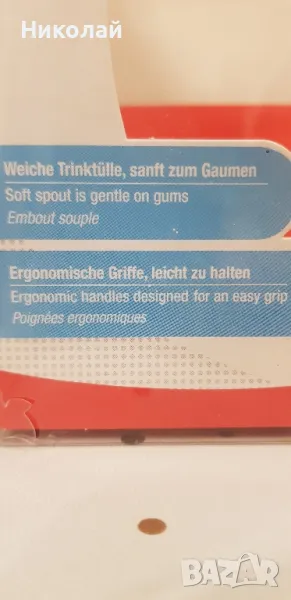 Николай
Weiche Trinktülle, sanft zum Gaumen
Soft spout is gentle on gums
Embout souple
Ergonomische Griffe, leicht zu halten
Ergonomic handles designed for an easy grip
Poignées ergonomiques
BAZAR